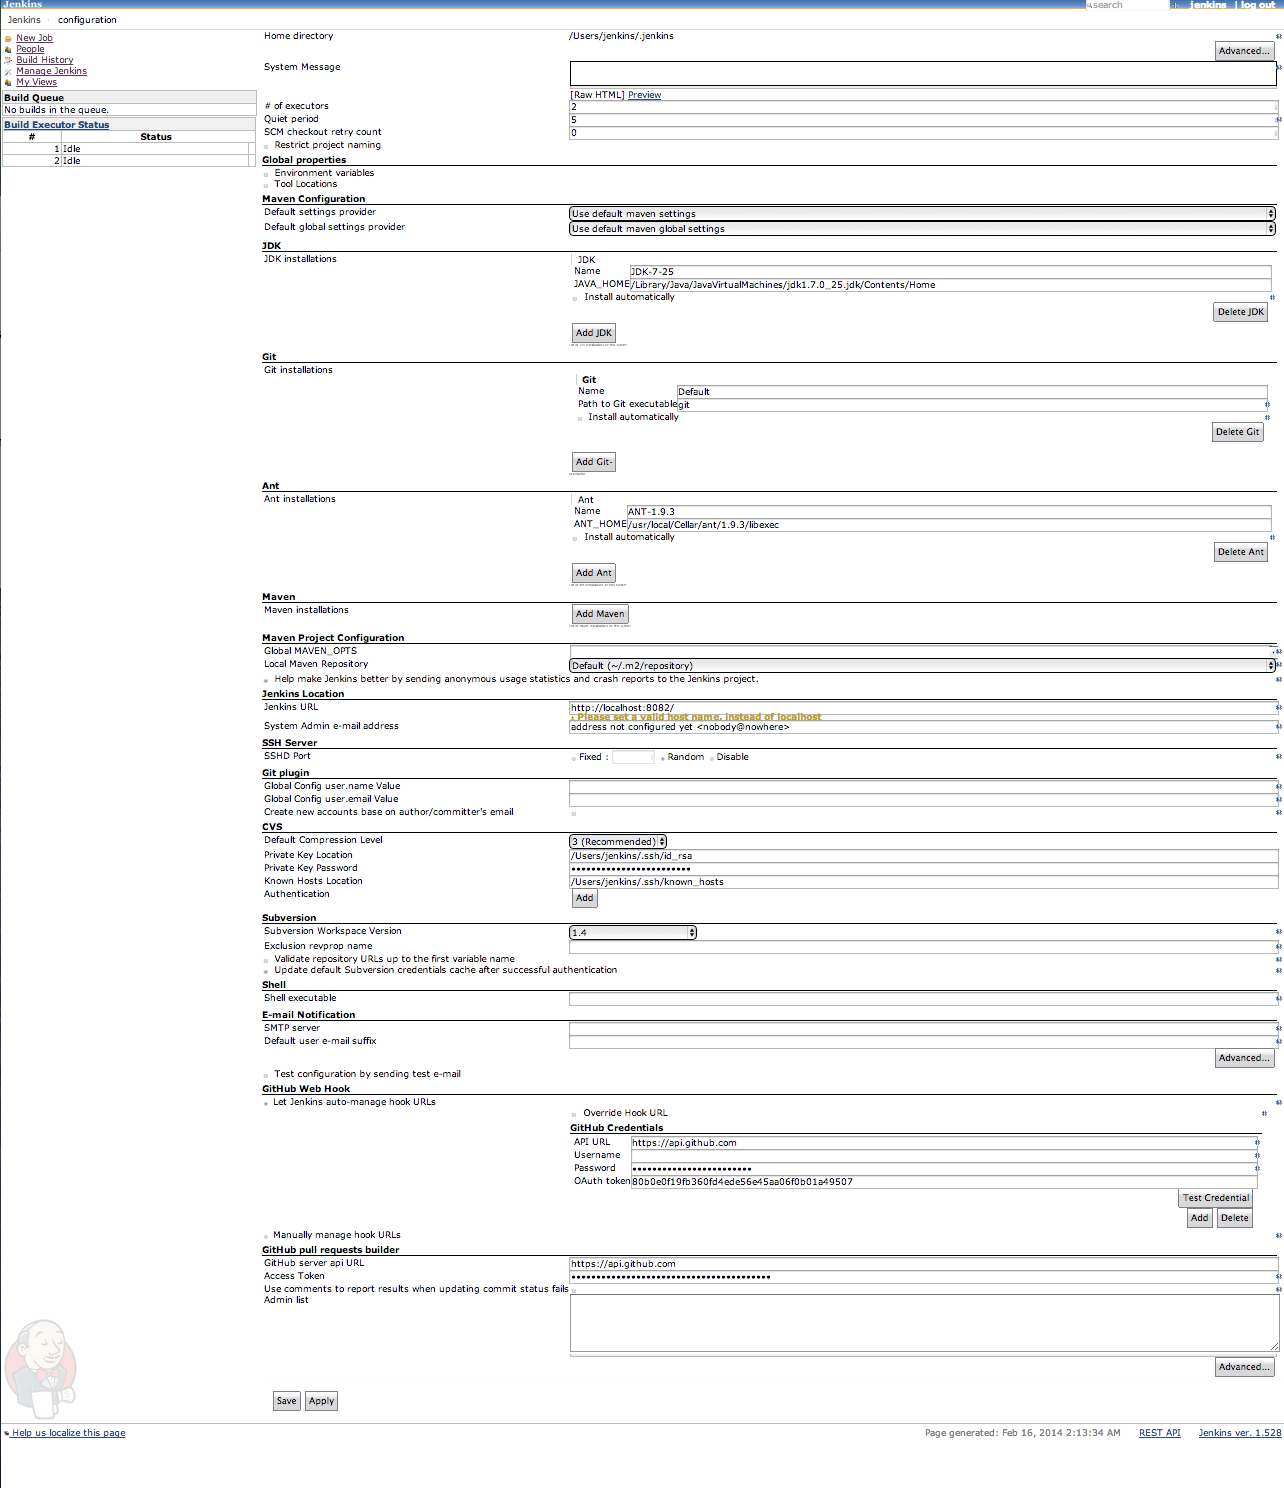 Jenkins
search
jenkins | log out
Jenkins configuration
New Job
People
Build History
Manage Jenkins
My Views
Build Queue
No builds in the queue.
Build Executor Status
# Status
1 Idle
2 Idle
Home directory /Users/jenkins/.jenkins
Advanced...
System Message
[Raw HTML] Preview
# of executors 2
Quiet period 5
SCM checkout retry count 0
Restrict project naming
Global properties
Environment variables
Tool Locations
Maven Configuration
Default settings provider Use default maven settings
Default global settings provider Use default maven global settings
JDK
JDK installations JDK
Name JDK-7-25
JAVA_HOME /Library/Java/JavaVirtualMachines/jdk1.7.0_25.jdk/Contents/Home
Install automatically
Delete JDK
Add JDK
Git
Git installations
Git
Name Default
Path to Git executable git
Install automatically
Delete Git
Add Git
Ant
Ant installations Ant
Name ANT-1.9.3
ANT_HOME /usr/local/Cellar/ant/1.9.3/libexec
Install automatically
Delete Ant
Add Ant
Maven
Maven installations Add Maven
Maven Project Configuration
Global MAVEN_OPTS
Local Maven Repository Default (~/.m2/repository)
Help make Jenkins better by sending anonymous usage statistics and crash reports to the Jenkins project.
Jenkins Location
Jenkins URL http://localhost:8082/
Please set a valid host name, instead of localhost
System Admin e-mail address address not configured yet <nobody@nowhere>
SSH Server
SSHD Port Fixed : Random Disable
Git plugin
Global Config user.name Value
Global Config user.email Value
Create new accounts base on author/committer's email
CVS
Default Compression Level 3 (Recommended)
Private Key Location /Users/jenkins/.ssh/id_rsa
Private Key Password ••••••••••••••••••••••••
Known Hosts Location /Users/jenkins/.ssh/known_hosts
Authentication Add
Subversion
Subversion Workspace Version 1.4
Exclusion revprop name
Validate repository URLs up to the first variable name
Update default Subversion credentials cache after successful authentication
Shell
Shell executable
E-mail Notification
SMTP server
Default user e-mail suffix
Advanced...
Test configuration by sending test e-mail
GitHub Web Hook
Let Jenkins auto-manage hook URLs
Override Hook URL
GitHub Credentials
API URL https://api.github.com
Username
Password ••••••••••••••••••••••••
OAuth token 80b0e0f19fb360fd4ede56e45aa06f0b01a49507
Test Credential
Add Delete
Manually manage hook URLs
GitHub pull requests builder
GitHub server api URL https://api.github.com
Access Token ••••••••••••••••••••••••••••••••••••••••
Use comments to report results when updating commit status fails
Admin list
Advanced...
Save Apply
Help us localize this page
Page generated: Feb 16, 2014 2:13:34 AM REST API Jenkins ver. 1.528